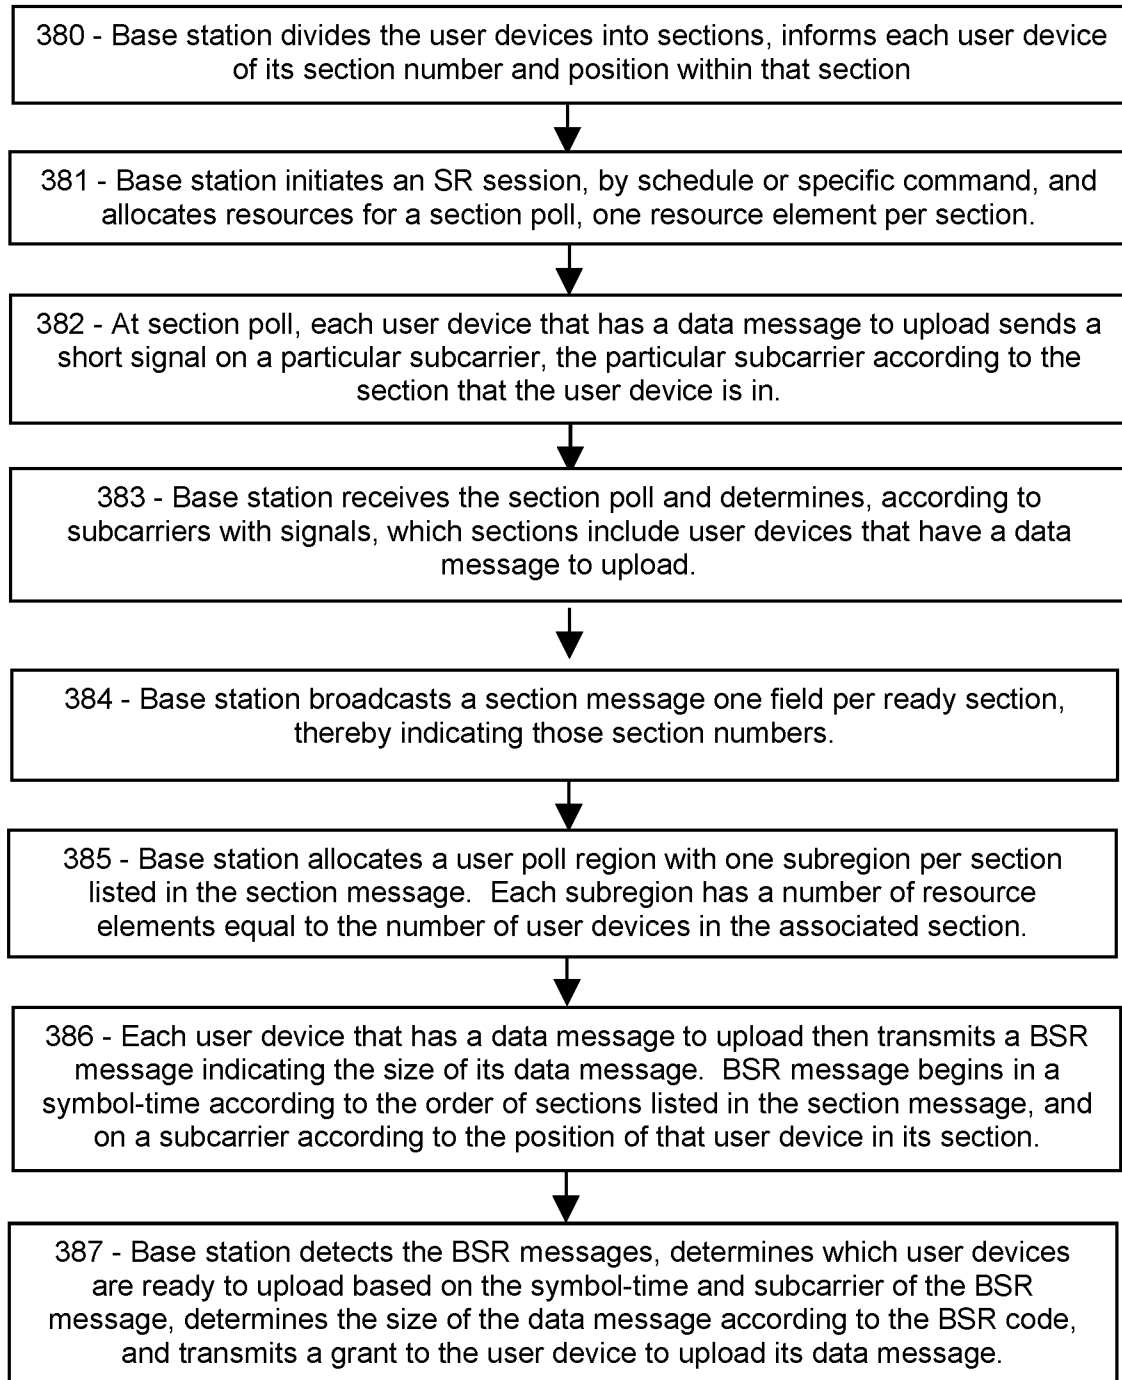 380 - Base station divides the user devices into sections, informs each user device
of its section number and position within that section
381 - Base station initiates an SR session, by schedule or specific command, and
allocates resources for a section poll, one resource element per section.
382 - At section poll, each user device that has a data message to upload sends a
short signal on a particular subcarrier, the particular subcarrier according to the
section that the user device is in.
383 - Base station receives the section poll and determines, according to
subcarriers with signals, which sections include user devices that have a data
message to upload.
384 - Base station broadcasts a section message one field per ready section,
thereby indicating those section numbers.
385 - Base station allocates a user poll region with one subregion per section
listed in the section message.  Each subregion has a number of resource
elements equal to the number of user devices in the associated section.
386 - Each user device that has a data message to upload then transmits a BSR
message indicating the size of its data message.  BSR message begins in a
symbol-time according to the order of sections listed in the section message, and
on a subcarrier according to the position of that user device in its section.
387 - Base station detects the BSR messages, determines which user devices
are ready to upload based on the symbol-time and subcarrier of the BSR
message, determines the size of the data message according to the BSR code,
and transmits a grant to the user device to upload its data message.